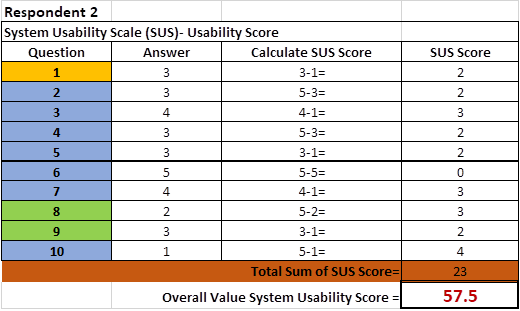 Respondent 2
System Usability Scale (SUS)- Usability Score
Question Answer Calculate SUS Score SUS Score
1 3 3-1= 2
2 3 5-3= 2
3 4 4-1= 3
4 3 5-3= 2
5 3 3-1= 2
6 5 5-5= 0
7 4 4-1= 3
8 2 5-2= 3
9 3 3-1= 2
10 1 5-1= 4
Total Sum of SUS Score= 23
Overall Value System Usability Score = 57.5